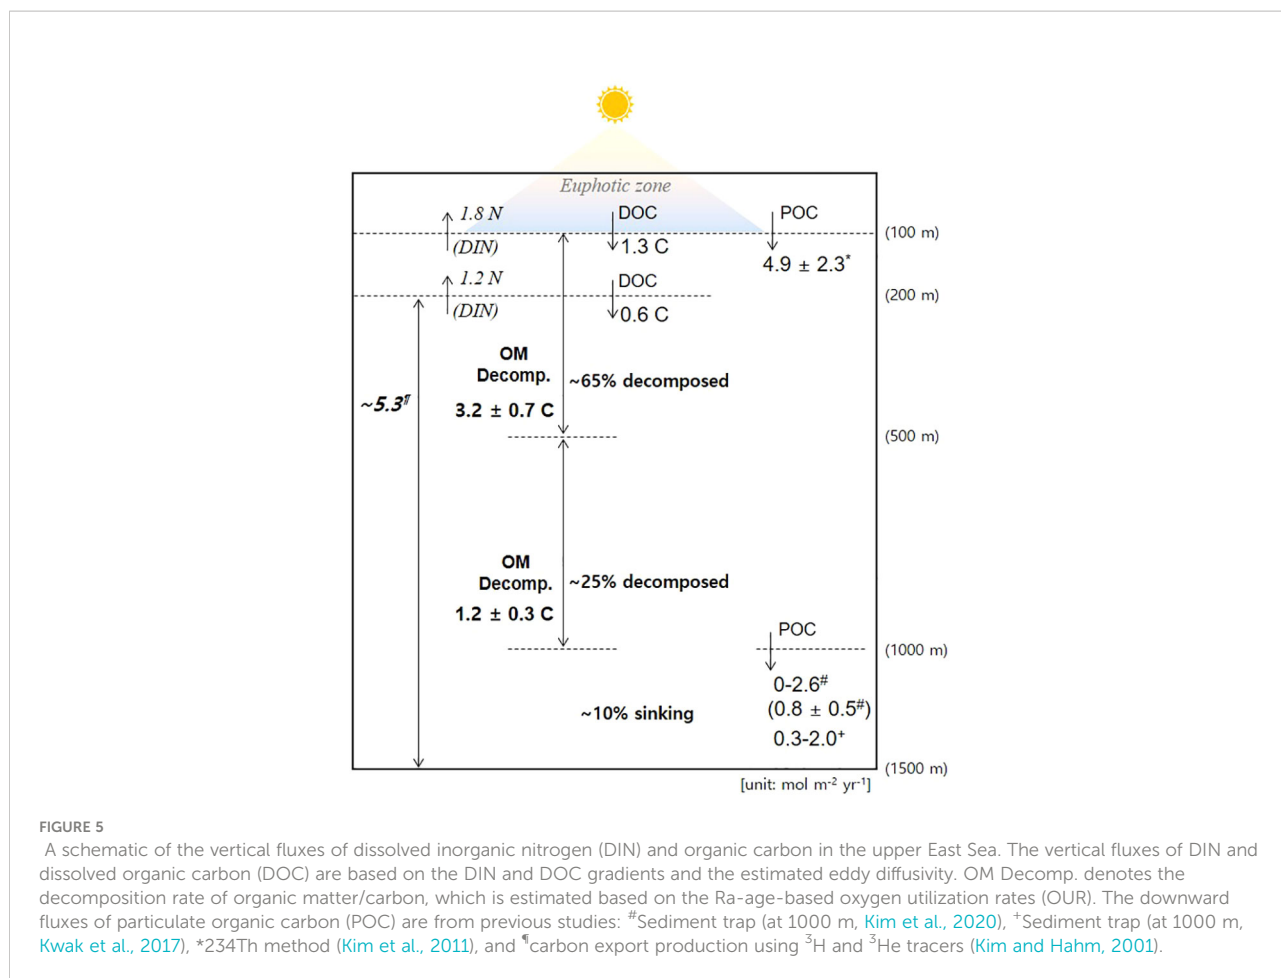 Euphotic zone
1.8 N
(DIN)
DOC
1.3 C
POC
4.9 ± 2.3*
(100 m)
1.2 N
(DIN)
DOC
0.6 C
(200 m)
OM
Decomp.
3.2 ± 0.7 C
~65% decomposed
~5.3¶
(500 m)
OM
Decomp.
1.2 ± 0.3 C
~25% decomposed
POC
(1000 m)
0-2.6#
(0.8 ± 0.5#)
0.3-2.0+
~10% sinking
(1500 m)
[unit: mol m-2 yr-1]
FIGURE 5
A schematic of the vertical fluxes of dissolved inorganic nitrogen (DIN) and organic carbon in the upper East Sea. The vertical fluxes of DIN and
dissolved organic carbon (DOC) are based on the DIN and DOC gradients and the estimated eddy diffusivity. OM Decomp. denotes the
decomposition rate of organic matter/carbon, which is estimated based on the Ra-age-based oxygen utilization rates (OUR). The downward
fluxes of particulate organic carbon (POC) are from previous studies: #Sediment trap (at 1000 m, Kim et al., 2020), +Sediment trap (at 1000 m,
Kwak et al., 2017), *234Th method (Kim et al., 2011), and ¶carbon export production using 3H and 3He tracers (Kim and Hahm, 2001).